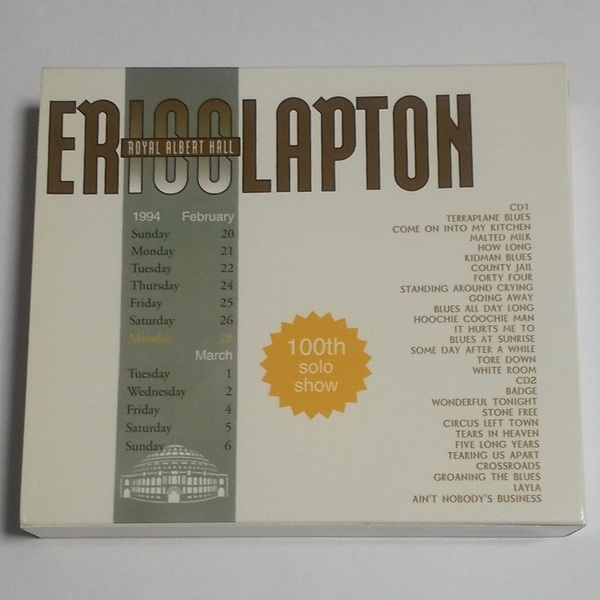 ERIC CLAPTON
100
ROYAL ALBERT HALL
1994 February
Sunday 20
Monday 21
Tuesday 22
Thursday 24
Friday 25
Saturday 26
Monday 28
March
Tuesday 1
Wednesday 2
Friday 4
Saturday 5
Sunday 6
100th
solo
show
CD1
TERRAPLANE BLUES
COME ON INTO MY KITCHEN
MALTED MILK
HOW LONG
KIDMAN BLUES
COUNTY JAIL
FORTY FOUR
STANDING AROUND CRYING
GOING AWAY
BLUES ALL DAY LONG
HOOCHIE COOCHIE MAN
IT HURTS ME TO
BLUES AT SUNRISE
SOME DAY AFTER A WHILE
TORE DOWN
WHITE ROOM
CD2
BADGE
WONDERFUL TONIGHT
STONE FREE
CIRCUS LEFT TOWN
TEARS IN HEAVEN
FIVE LONG YEARS
TEARING US APART
CROSSROADS
GROANING THE BLUES
LAYLA
AIN'T NOBODY'S BUSINESS